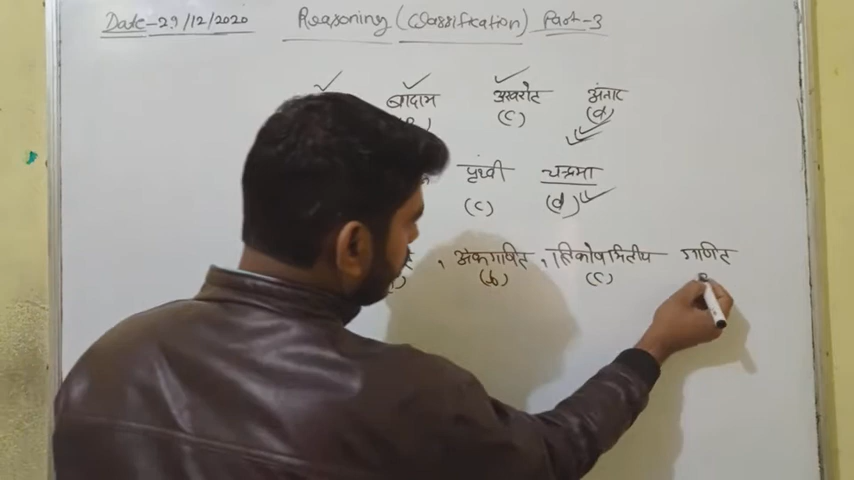 Date-29/12/2020 Reasoning (Classification) Part-3
बादाम अखरोट अनार
(c) (d)
पृथ्वी चन्द्रमा
(c) (d)
, अंकगणित , त्रिकोणमितीय गणित
(b) (c)